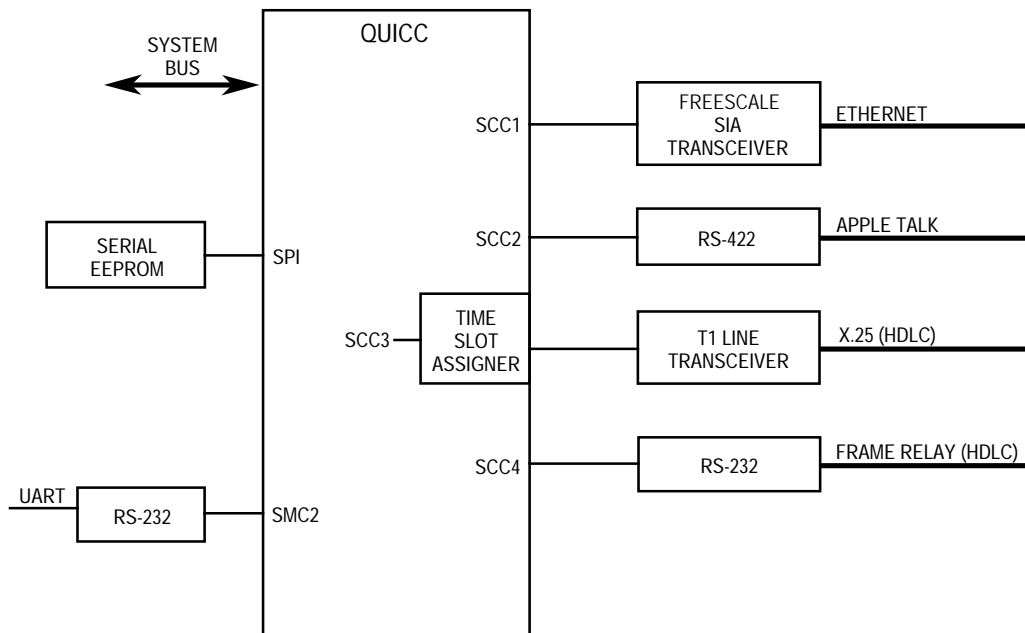 QUICC
SYSTEM
BUS
SCC1
FREESCALE
SIA
TRANSCEIVER
ETHERNET
SERIAL
EEPROM
SPI
SCC2
RS-422
APPLE TALK
SCC3
TIME
SLOT
ASSIGNER
T1 LINE
TRANSCEIVER
X.25 (HDLC)
SCC4
RS-232
FRAME RELAY (HDLC)
UART
RS-232
SMC2